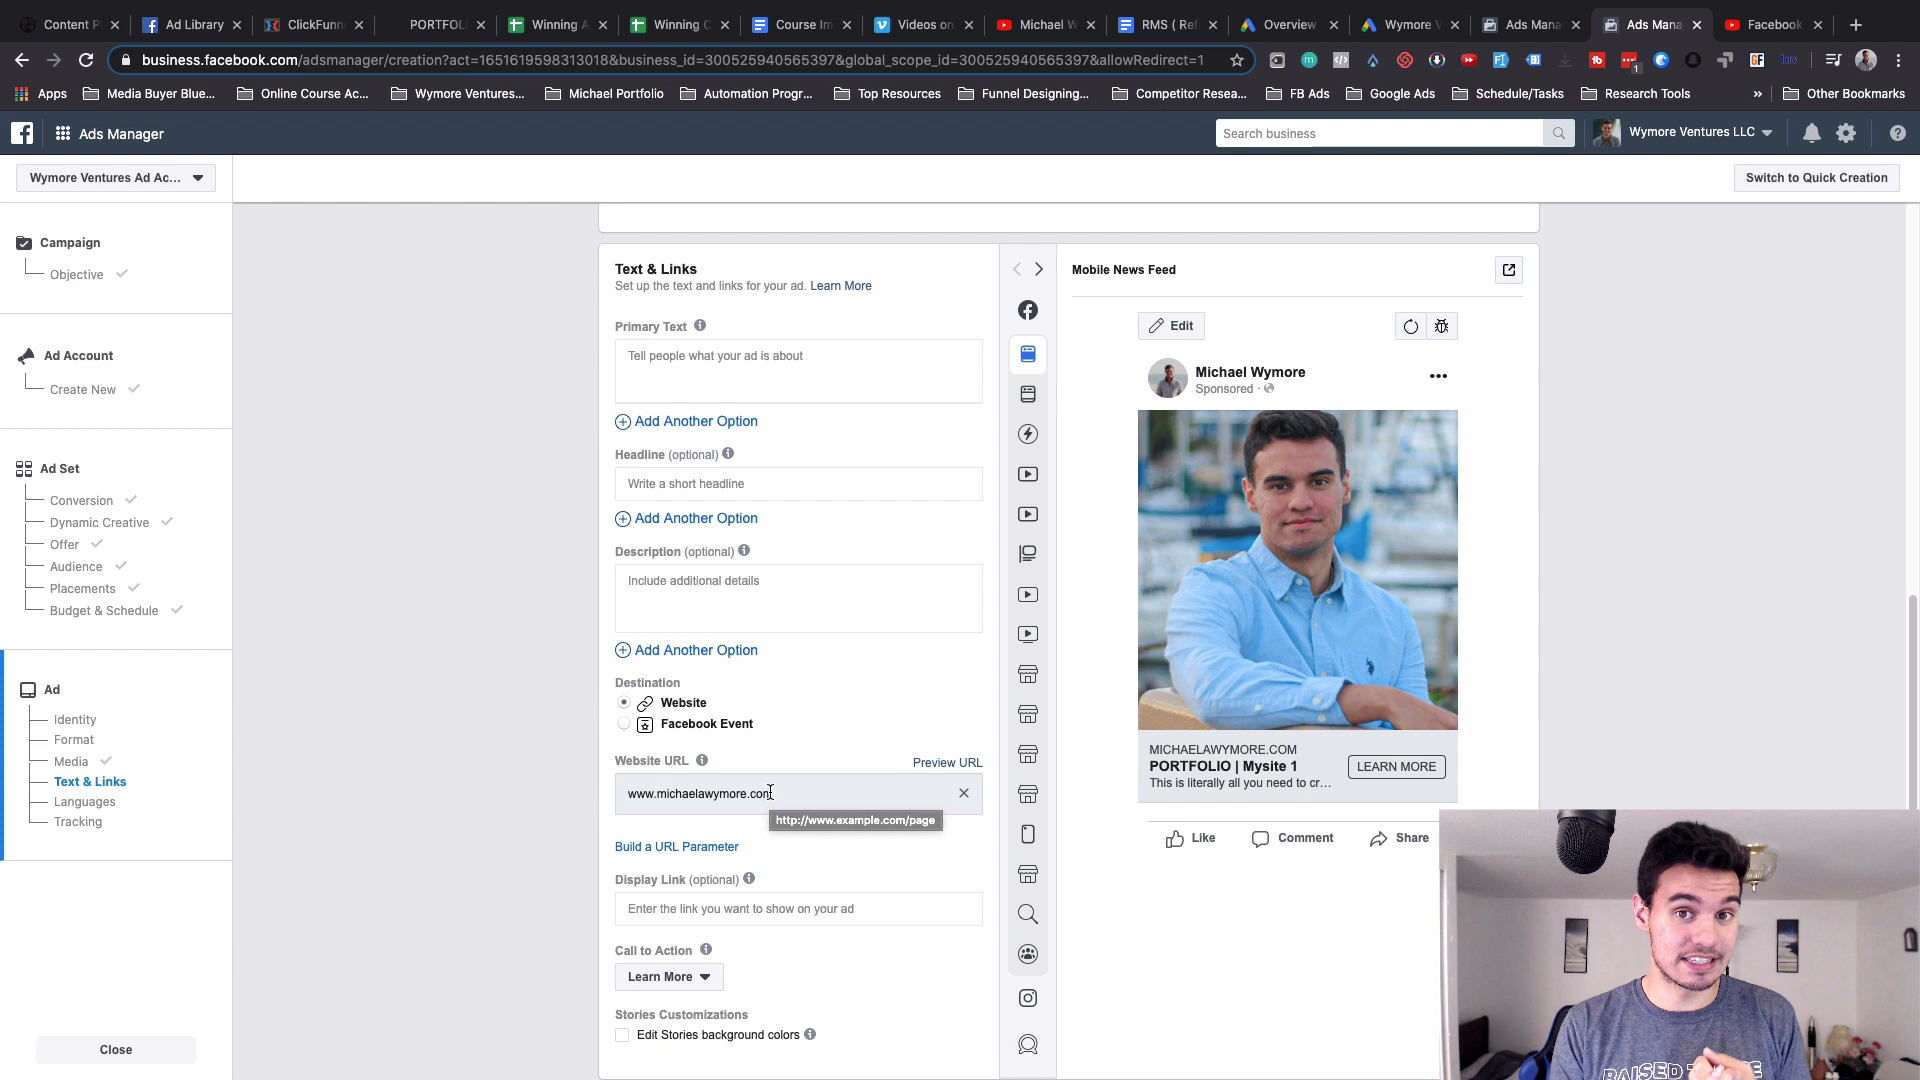 Content P
Ad Library
ClickFunn
PORTFOL
Winning A
Winning C
Course Im
Videos on
Michael W
RMS ( Ref
Overview
Wymore V
Ads Mana
Ads Mana
Facebook
business.facebook.com/adsmanager/creation?act=1651619598313018&business_id=300525940565397&global_scope_id=300525940565397&allowRedirect=1
Apps
Media Buyer Blue...
Online Course Ac...
Wymore Ventures...
Michael Portfolio
Automation Progr...
Top Resources
Funnel Designing...
Competitor Resea...
FB Ads
Google Ads
Schedule/Tasks
Research Tools
»
Other Bookmarks
Ads Manager
Search business
Wymore Ventures LLC
Wymore Ventures Ad Ac...
Switch to Quick Creation
Campaign
Objective
Ad Account
Create New
Ad Set
Conversion
Dynamic Creative
Offer
Audience
Placements
Budget & Schedule
Ad
Identity
Format
Media
Text & Links
Languages
Tracking
Close
Text & Links
Set up the text and links for your ad. Learn More
Primary Text
Tell people what your ad is about
Add Another Option
Headline (optional)
Write a short headline
Add Another Option
Description (optional)
Include additional details
Add Another Option
Destination
Website
Facebook Event
Website URL
Preview URL
www.michaelawymore.com
http://www.example.com/page
Build a URL Parameter
Display Link (optional)
Enter the link you want to show on your ad
Call to Action
Learn More
Stories Customizations
Edit Stories background colors
Mobile News Feed
Edit
Michael Wymore
Sponsored ·
MICHAELAWYMORE.COM
PORTFOLIO | Mysite 1
This is literally all you need to cr...
LEARN MORE
Like
Comment
Share
RAISED